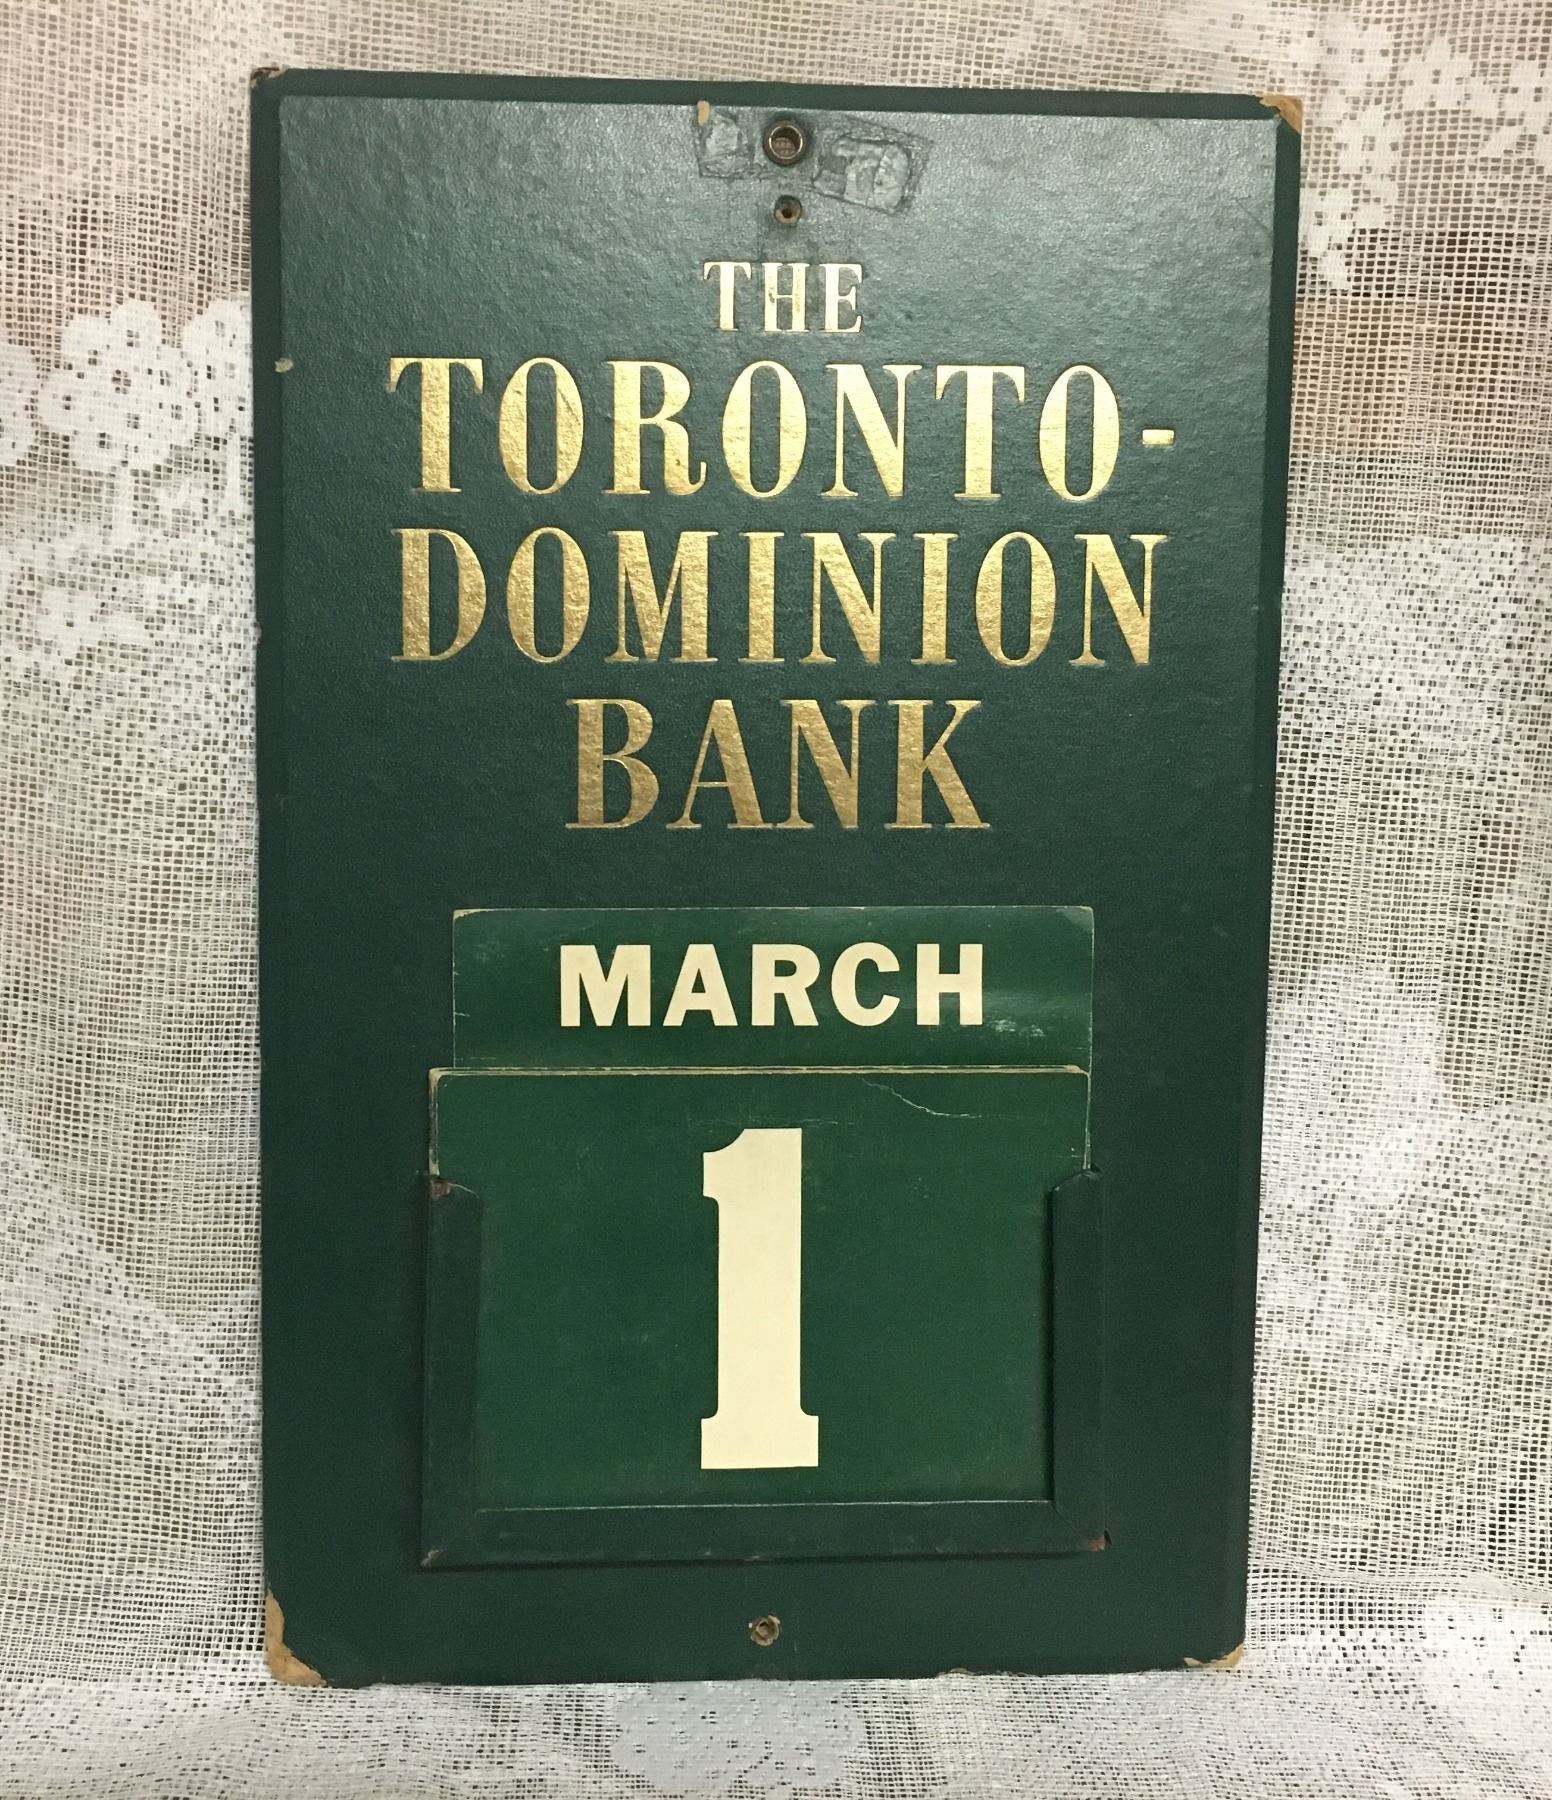 THE
TORONTO-
DOMINION
BANK
MARCH
1